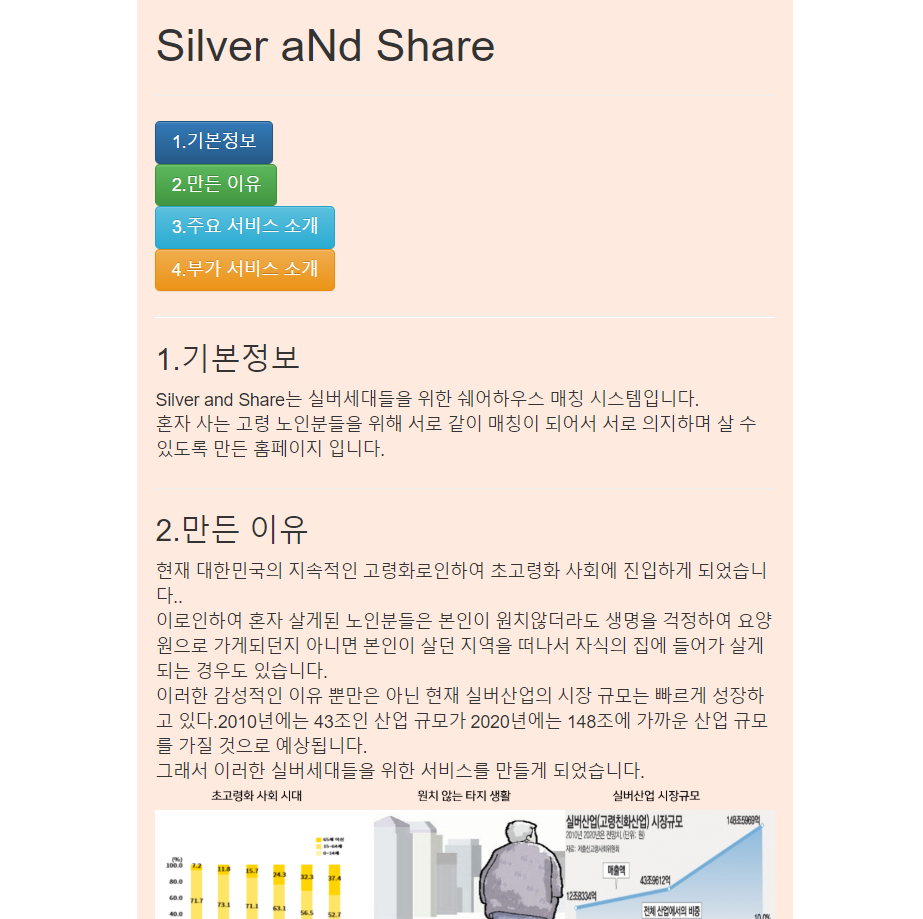 Silver aNd Share
1.기본정보
2.만든 이유
3.주요 서비스 소개
4.부가 서비스 소개
1.기본정보
Silver and Share는 실버세대들을 위한 쉐어하우스 매칭 시스템입니다.
혼자 사는 고령 노인분들을 위해 서로 같이 매칭이 되어서 서로 의지하며 살 수
있도록 만든 홈페이지 입니다.
2.만든 이유
현재 대한민국의 지속적인 고령화로인하여 초고령화 사회에 진입하게 되었습니
다..
이로인하여 혼자 살게된 노인분들은 본인이 원치않더라도 생명을 걱정하여 요양
원으로 가게되던지 아니면 본인이 살던 지역을 떠나서 자식의 집에 들어가 살게
되는 경우도 있습니다.
이러한 감성적인 이유 뿐만은 아닌 현재 실버산업의 시장 규모는 빠르게 성장하
고 있다.2010년에는 43조인 산업 규모가 2020년에는 148조에 가까운 산업 규모
를 가질 것으로 예상됩니다.
그래서 이러한 실버세대들을 위한 서비스를 만들게 되었습니다.
초고령화 사회 시대 원치 않는 타지 생활 실버산업 시장규모
실버산업(고령친화산업) 시장규모 148조5969억
2010년 2020년은 전망치, (단위: 원)
자료: 저출산고령사회위원회
65세 이상
15~64세
0~14세
(%)
100.0 7.2 11.8 15.7 24.3 32.3 37.4
매출액
43조9612억
80.0
12조8334억
60.0 71.7 73.1 71.1 63.1 56.5 52.7
전체 산업에서의 비중
40.0
10.0%